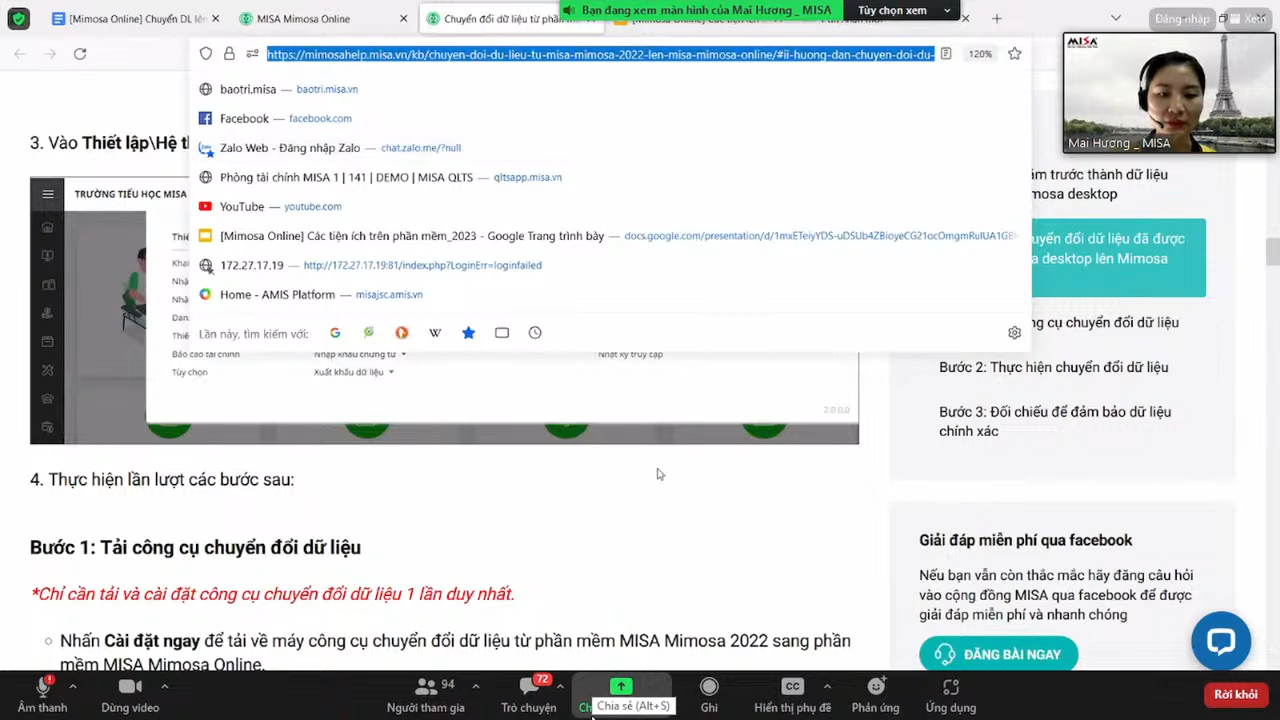 [Mimosa Online] Chuyển DL lên
MISA Mimosa Online
Chuyển đổi dữ liệu từ phần
Bạn đang xem màn hình của Mai Hương _ MISA
Tùy chọn xem
Đăng nhập
Xem
https://mimosahelp.misa.vn/kb/chuyen-doi-du-lieu-tu-misa-mimosa-2022-len-misa-mimosa-online/#ii-huong-dan-chuyen-doi-du-
120%
baotri.misa — baotri.misa.vn
Facebook — facebook.com
Zalo Web - Đăng nhập Zalo — chat.zalo.me/?null
Phòng tài chính MISA 1 | 141 | DEMO | MISA QLTS — qltsapp.misa.vn
YouTube — youtube.com
[Mimosa Online] Các tiện ích trên phần mềm_2023 - Google Trang trình bày — docs.google.com/presentation/d/1mxETeiyYDS-uDSUb4ZBioyeCG21ocOmgmRulUA1GBk
172.27.17.19 — http://172.27.17.19:81/index.php?LoginErr=loginfailed
Home - AMIS Platform — misajsc.amis.vn
Lần này, tìm kiếm với:
MISA
Mai Hương _ MISA
3. Vào Thiết lập\Hệ
TRƯỜNG TIỂU HỌC MISA
Báo cáo tài chính
Nhập khẩu chứng từ
Nhật ký truy cập
Tùy chọn
Xuất khẩu dữ liệu
2.0.0.0
4. Thực hiện lần lượt các bước sau:
Bước 1: Tải công cụ chuyển đổi dữ liệu
*Chỉ cần tải và cài đặt công cụ chuyển đổi dữ liệu 1 lần duy nhất.
Nhấn Cài đặt ngay để tải về máy công cụ chuyển đổi dữ liệu từ phần mềm MISA Mimosa 2022 sang phần
mềm MISA Mimosa Online.
trước thành dữ liệu
desktop
đổi dữ liệu đã được
desktop lên Mimosa
cụ chuyển đổi dữ liệu
Bước 2: Thực hiện chuyển đổi dữ liệu
Bước 3: Đối chiếu để đảm bảo dữ liệu
chính xác
Giải đáp miễn phí qua facebook
Nếu bạn vẫn còn thắc mắc hãy đăng câu hỏi
vào cộng đồng MISA qua facebook để được
giải đáp miễn phí và nhanh chóng
ĐĂNG BÀI NGAY
94
72
Chia sẻ (Alt+S)
Âm thanh
Dừng video
Người tham gia
Trò chuyện
Ghi
Hiển thị phụ đề
Phản ứng
Ứng dụng
Rời khỏi